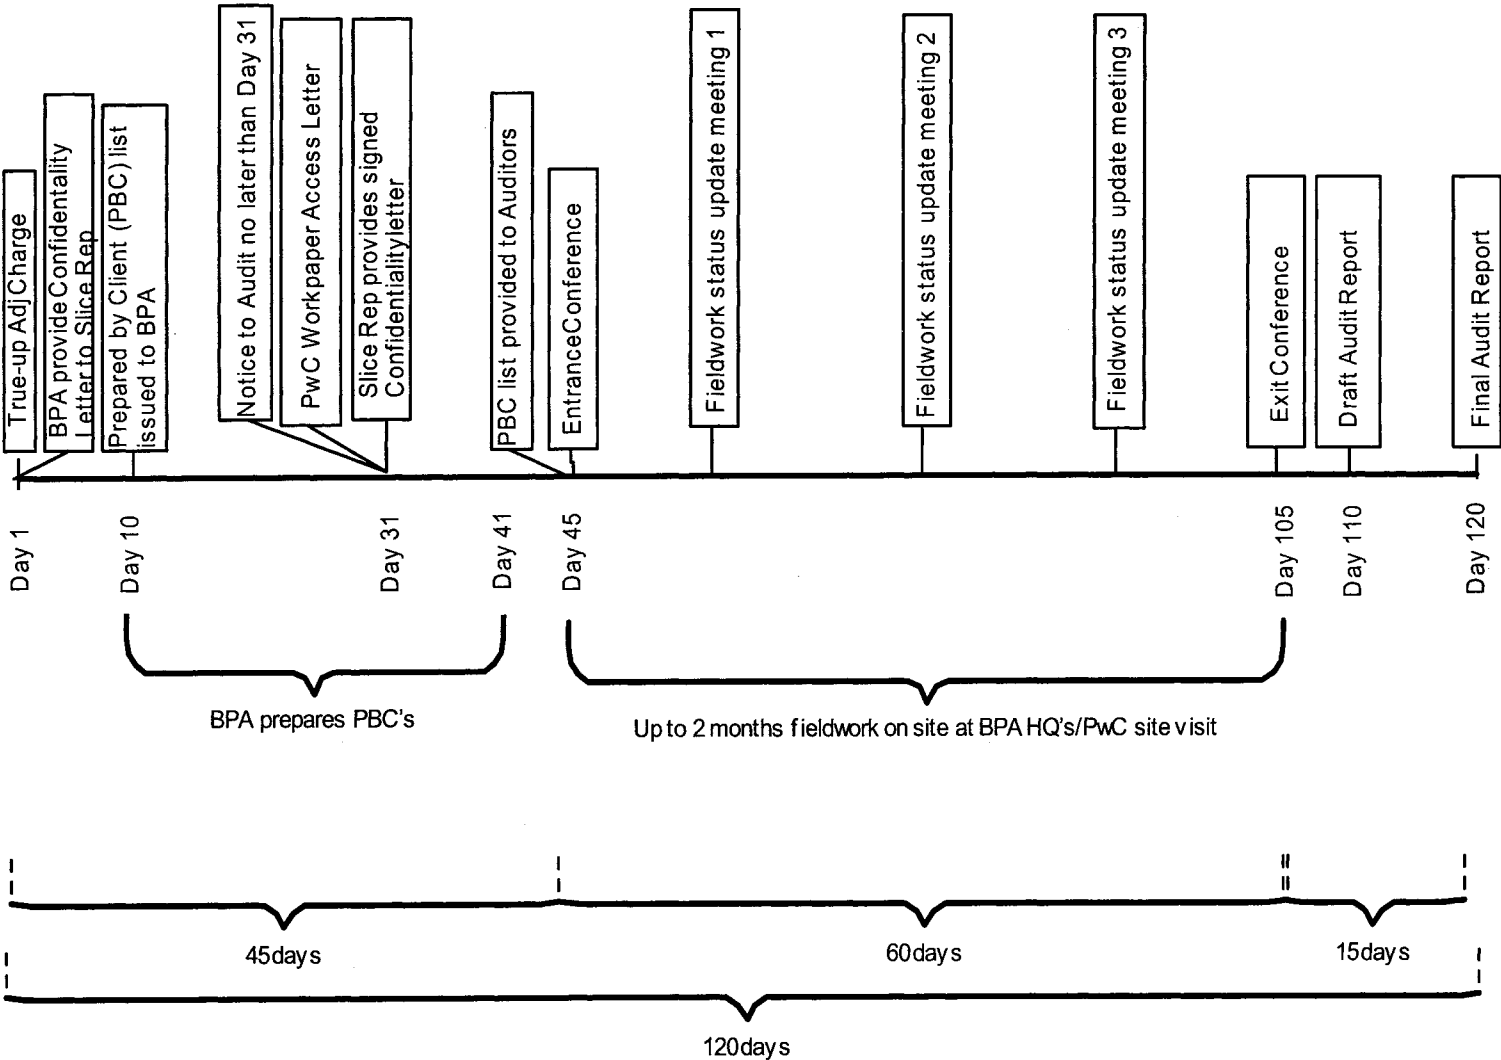 True-up Adj Charge
BPA provide Confidentality
Letter to Slice Rep
Prepared by Client (PBC) list
issued to BPA
Notice to Audit no later than Day 31
PwC Workpaper Access Letter
Slice Rep provides signed
Confidentiality letter
PBC list provided to Auditors
Entrance Conference
Fieldwork status update meeting 1
Fieldwork status update meeting 2
Fieldwork status update meeting 3
Exit Conference
Draft Audit Report
Final Audit Report
Day 1
Day 10
Day 31
Day 41
Day 45
Day 105
Day 110
Day 120
BPA prepares PBC's
Up to 2 months fieldwork on site at BPA HQ's/PwC site visit
45days
60days
15days
120days